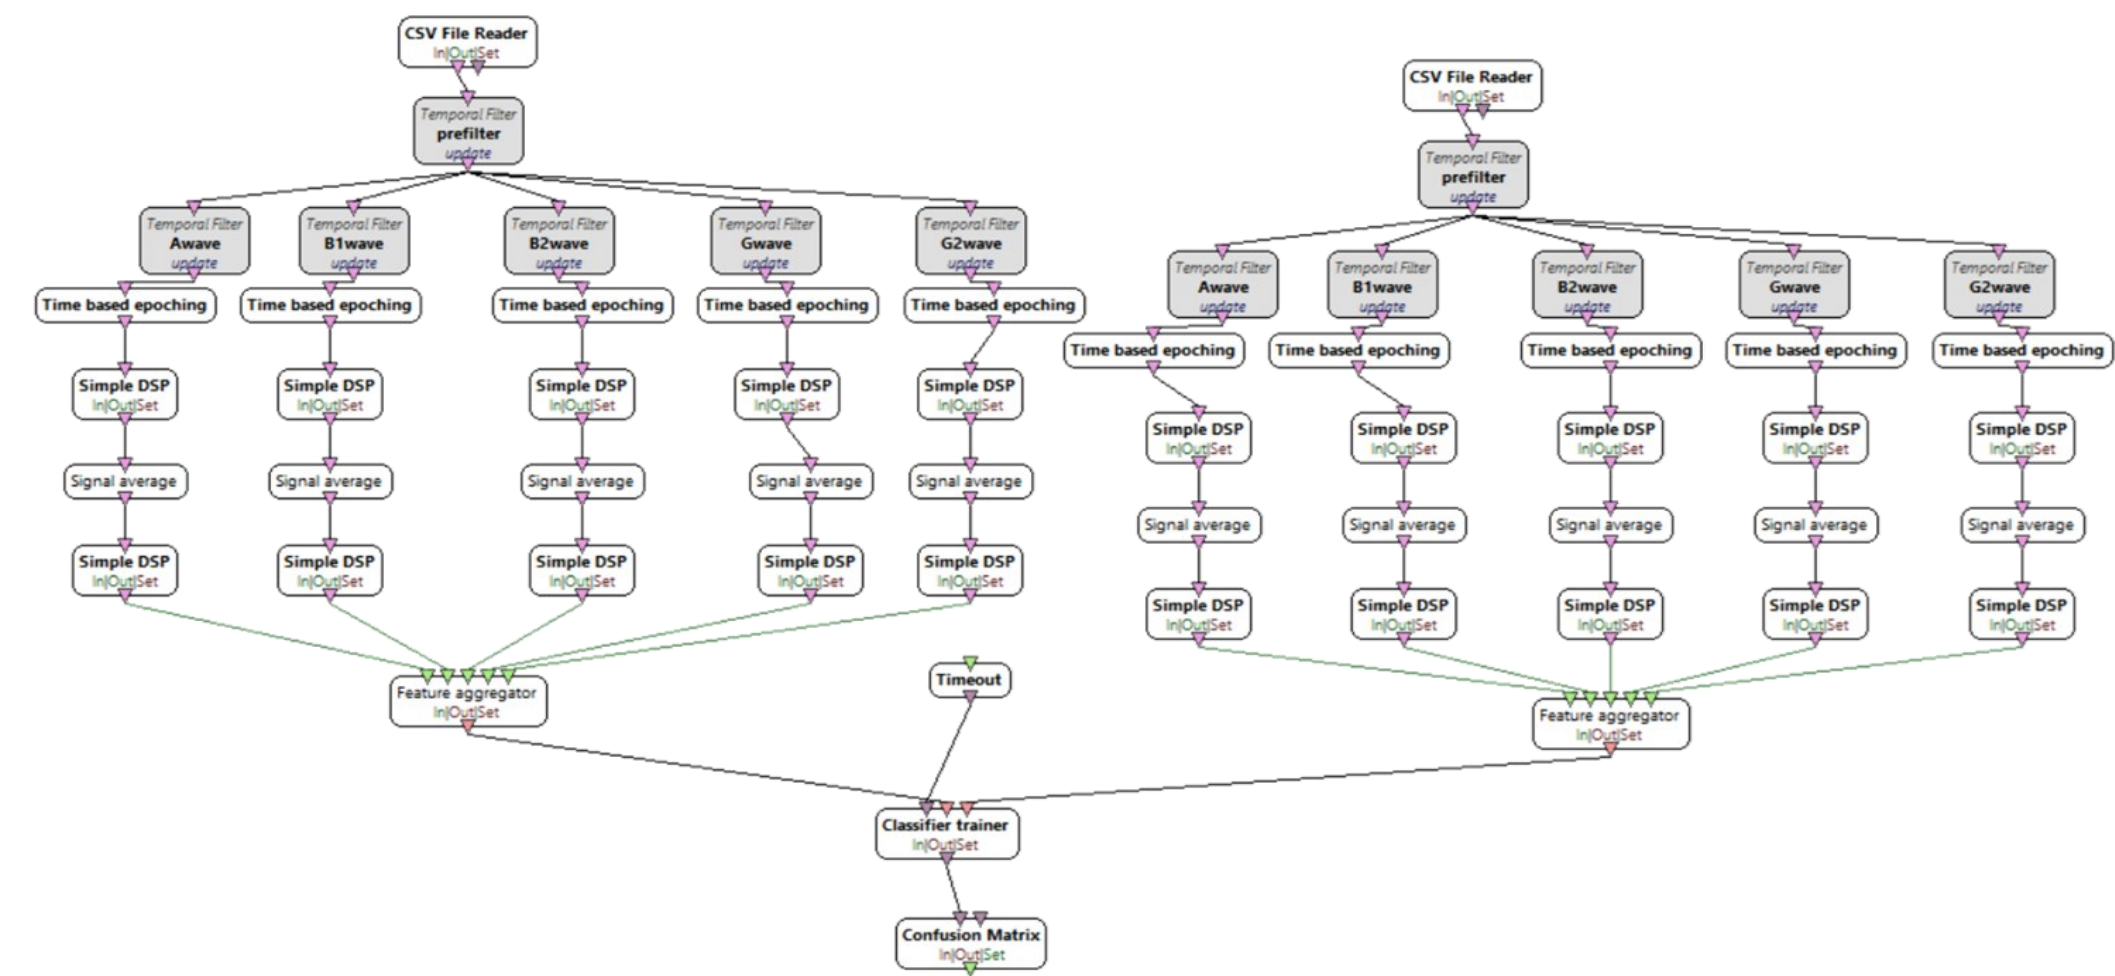 CSV File Reader
In|Out|Set
Temporal Filter
prefilter
update
Temporal Filter
Awave
update
Temporal Filter
B1wave
update
Temporal Filter
B2wave
update
Temporal Filter
Gwave
update
Temporal Filter
G2wave
update
Time based epoching
Time based epoching
Time based epoching
Time based epoching
Time based epoching
Simple DSP
In|Out|Set
Simple DSP
In|Out|Set
Simple DSP
In|Out|Set
Simple DSP
In|Out|Set
Simple DSP
In|Out|Set
Signal average
Signal average
Signal average
Signal average
Signal average
Simple DSP
In|Out|Set
Simple DSP
In|Out|Set
Simple DSP
In|Out|Set
Simple DSP
In|Out|Set
Simple DSP
In|Out|Set
Feature aggregator
In|Out|Set
CSV File Reader
In|Out|Set
Temporal Filter
prefilter
update
Temporal Filter
Awave
update
Temporal Filter
B1wave
update
Temporal Filter
B2wave
update
Temporal Filter
Gwave
update
Temporal Filter
G2wave
update
Time based epoching
Time based epoching
Time based epoching
Time based epoching
Time based epoching
Simple DSP
In|Out|Set
Simple DSP
In|Out|Set
Simple DSP
In|Out|Set
Simple DSP
In|Out|Set
Simple DSP
In|Out|Set
Signal average
Signal average
Signal average
Signal average
Signal average
Simple DSP
In|Out|Set
Simple DSP
In|Out|Set
Simple DSP
In|Out|Set
Simple DSP
In|Out|Set
Simple DSP
In|Out|Set
Feature aggregator
In|Out|Set
Timeout
Classifier trainer
In|Out|Set
Confusion Matrix
In|Out|Set